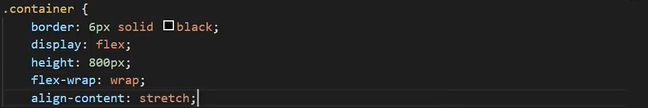 .container {
border: 6px solid black;
display: flex;
height: 800px;
flex-wrap: wrap;
align-content: stretch;